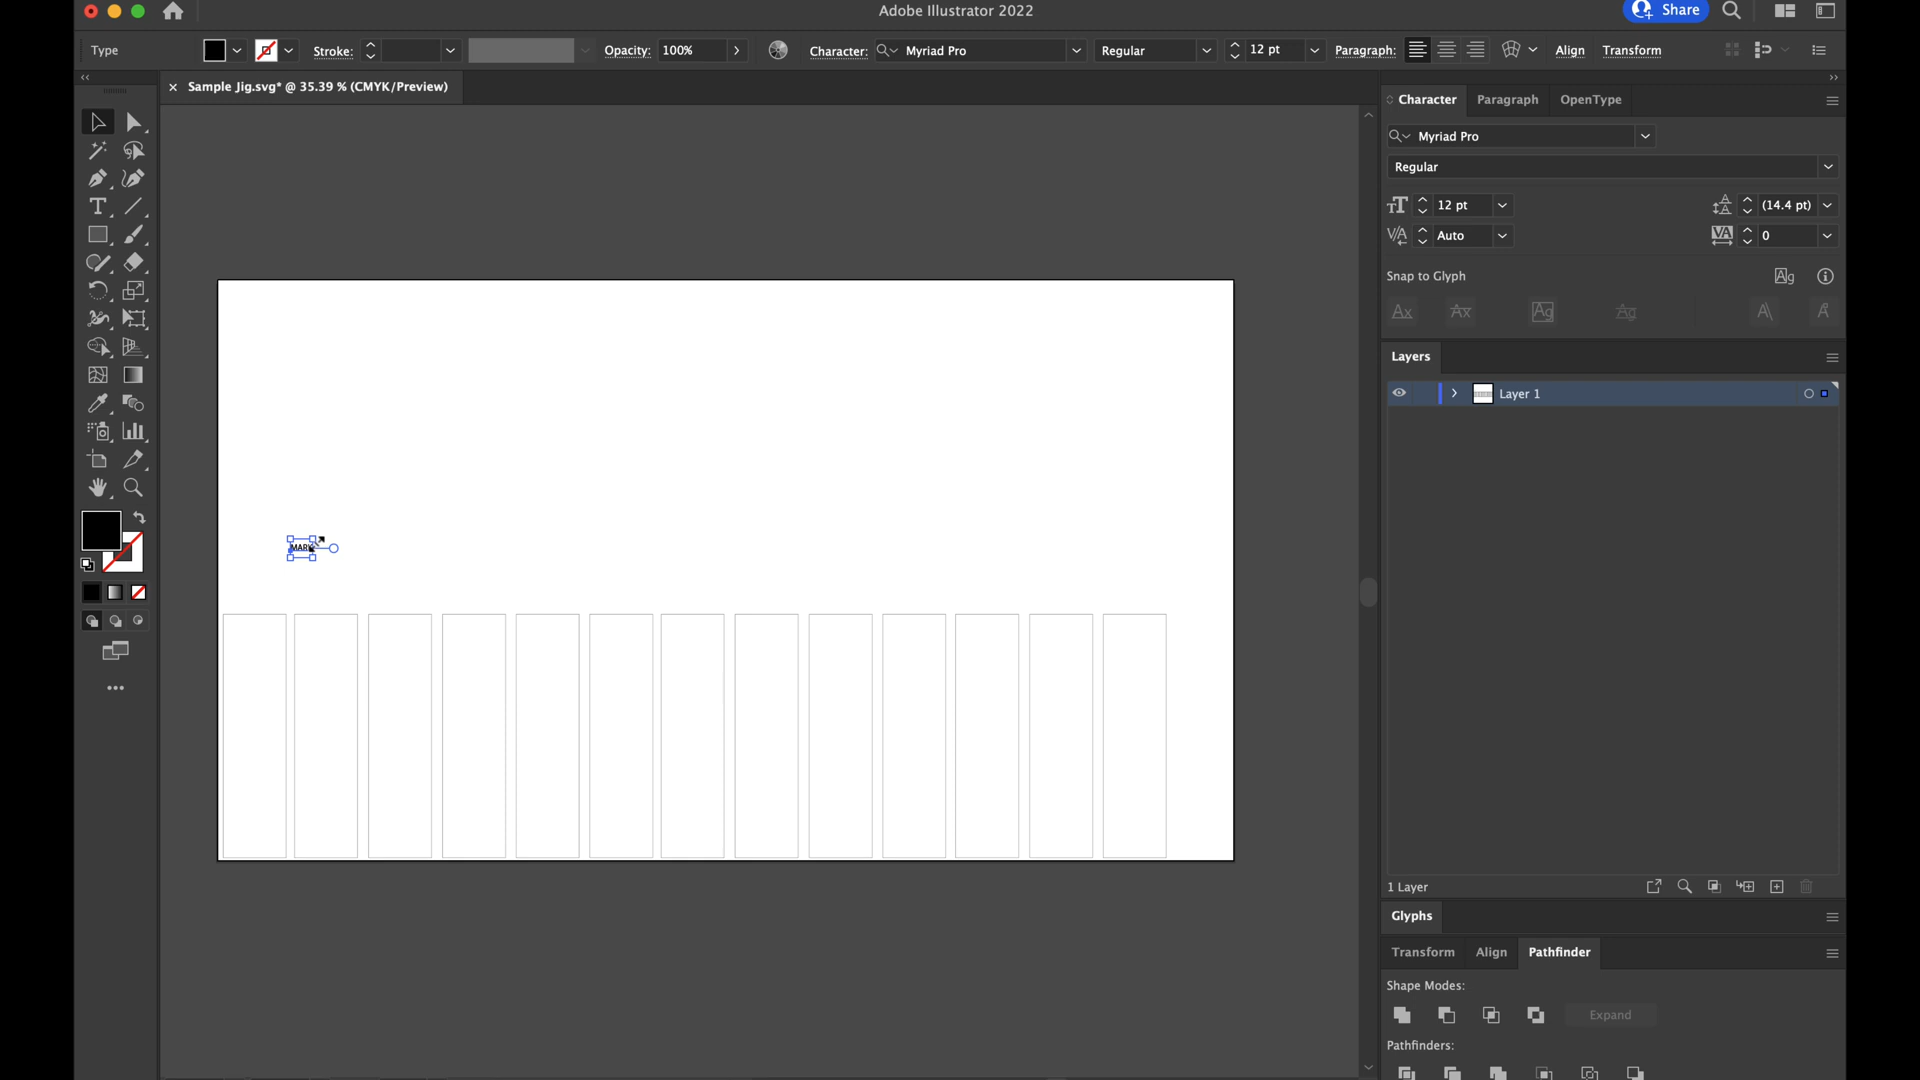 Adobe Illustrator 2022
Share
Type
Stroke:
Opacity:
100%
Character:
Myriad Pro
Regular
12 pt
Paragraph:
Align
Transform
Sample Jig.svg* @ 35.39 % (CMYK/Preview)
Character
Paragraph
OpenType
Myriad Pro
Regular
12 pt
(14.4 pt)
Auto
0
Snap to Glyph
Layers
Layer 1
1 Layer
Glyphs
Transform
Align
Pathfinder
Shape Modes:
Expand
Pathfinders: